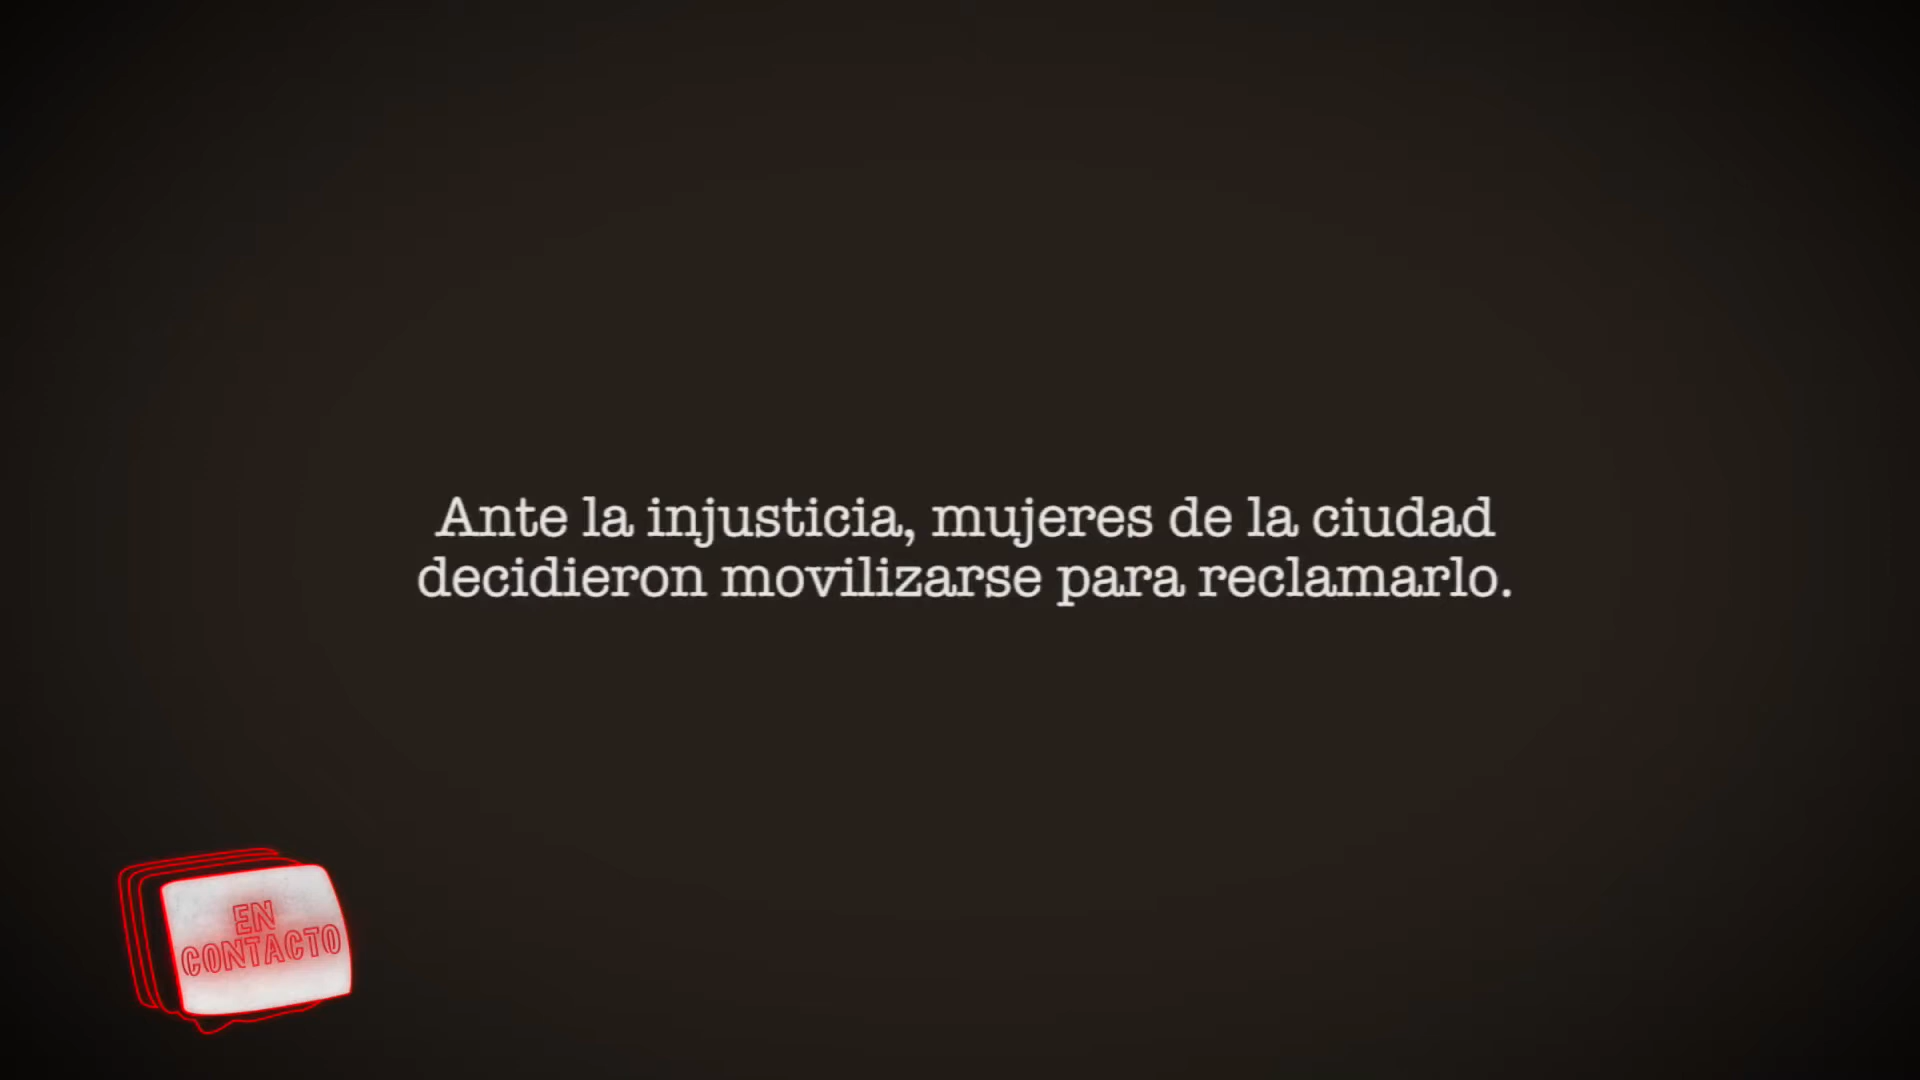 Ante la injusticia, mujeres de la ciudad
decidieron movilizarse para reclamarlo.
EN
CONTACTO